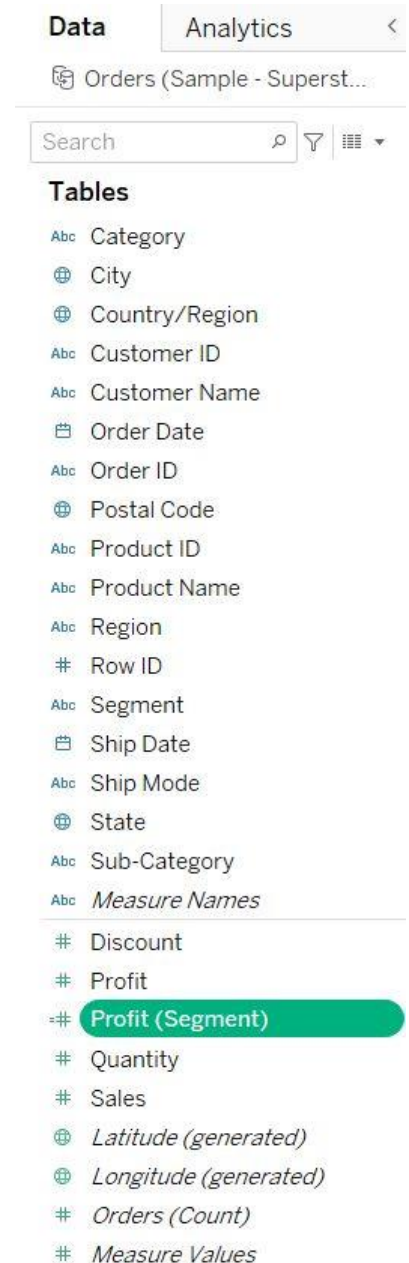 Data Analytics <
Orders (Sample - Superst...
Search
Tables
Abc Category
City
Country/Region
Abc Customer ID
Abc Customer Name
Order Date
Abc Order ID
Postal Code
Abc Product ID
Abc Product Name
Abc Region
# Row ID
Abc Segment
Ship Date
Abc Ship Mode
State
Abc Sub-Category
Abc Measure Names
# Discount
# Profit
=# Profit (Segment)
# Quantity
# Sales
Latitude (generated)
Longitude (generated)
# Orders (Count)
# Measure Values